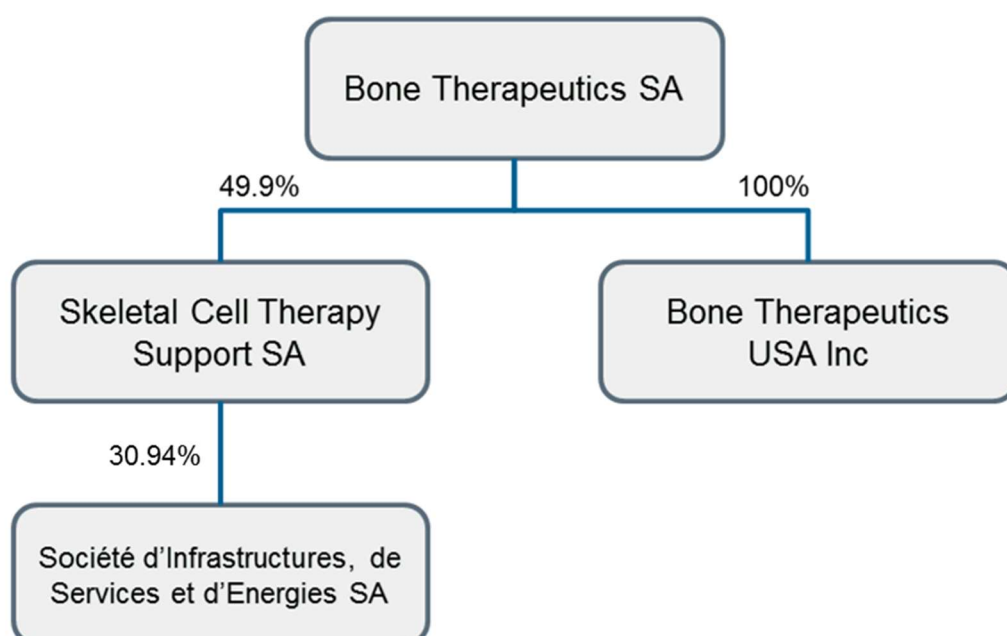 Bone Therapeutics SA
49.9%
100%
Skeletal Cell Therapy
Support SA
Bone Therapeutics
USA Inc
30.94%
Société d’Infrastructures, de
Services et d’Energies SA